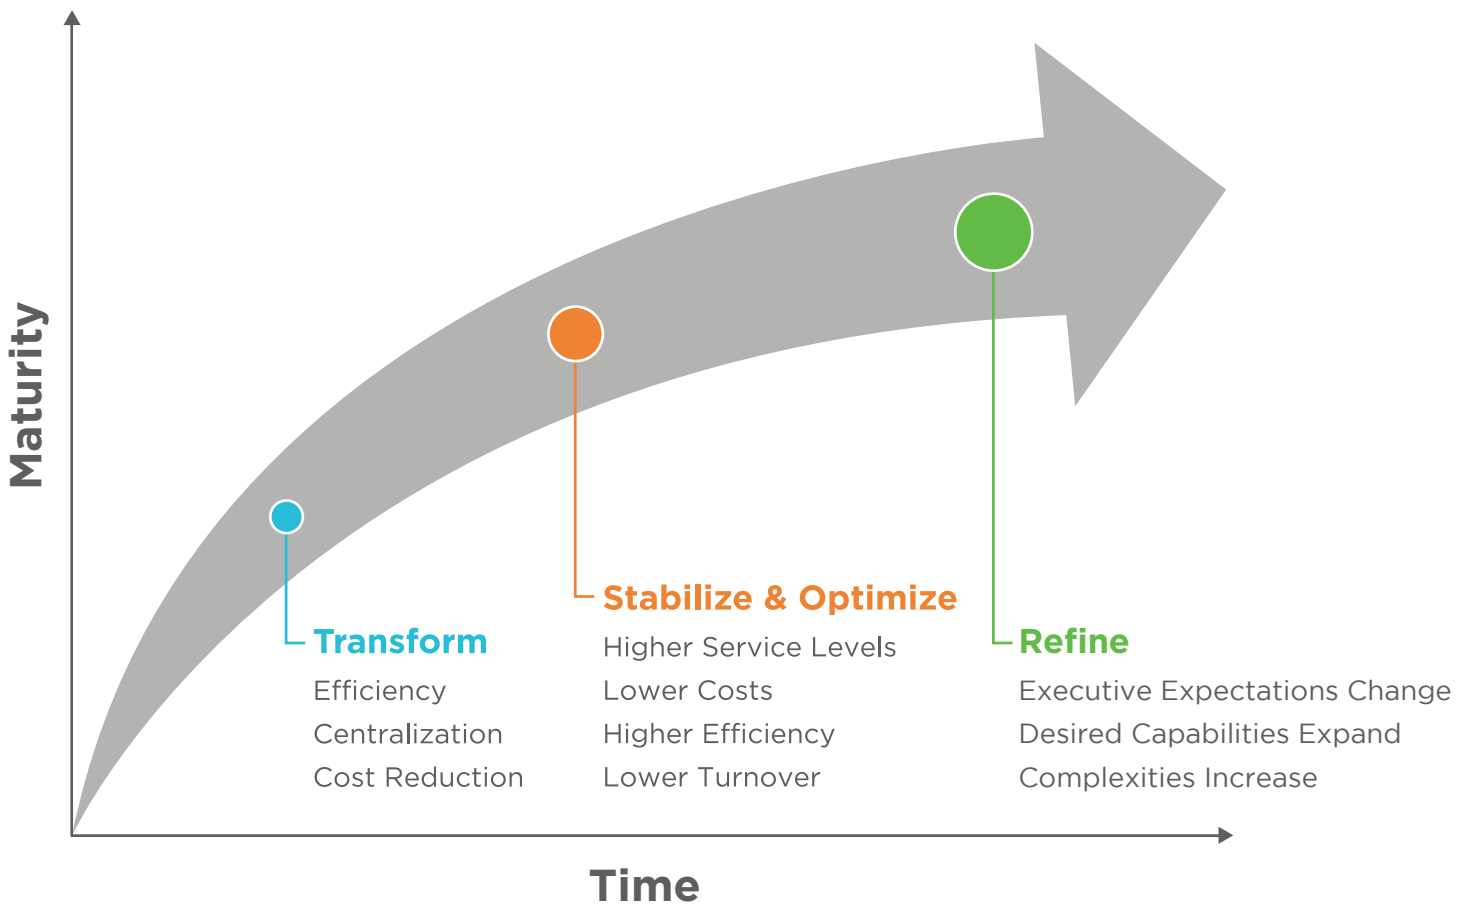 Maturity
Transform
Efficiency
Centralization
Cost Reduction
Stabilize & Optimize
Higher Service Levels
Lower Costs
Higher Efficiency
Lower Turnover
Refine
Executive Expectations Change
Desired Capabilities Expand
Complexities Increase
Time